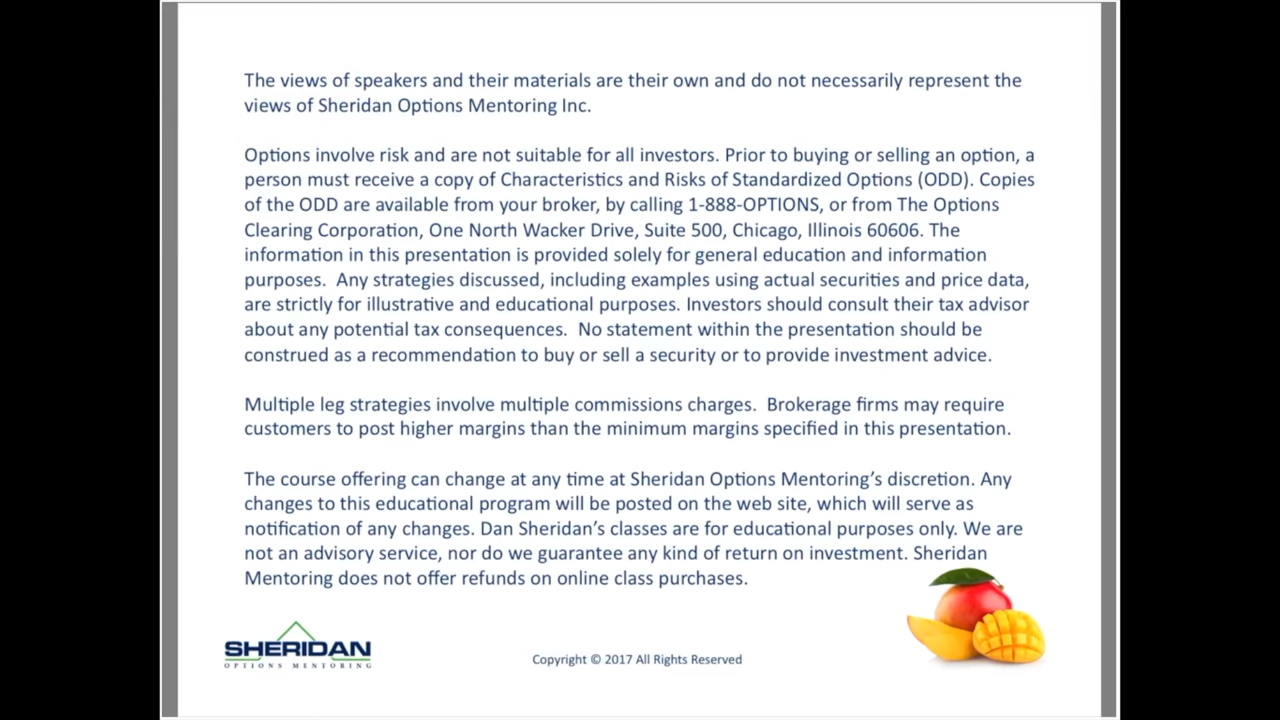 The views of speakers and their materials are their own and do not necessarily represent the
views of Sheridan Options Mentoring Inc.
Options involve risk and are not suitable for all investors. Prior to buying or selling an option, a
person must receive a copy of Characteristics and Risks of Standardized Options (ODD). Copies
of the ODD are available from your broker, by calling 1-888-OPTIONS, or from The Options
Clearing Corporation, One North Wacker Drive, Suite 500, Chicago, Illinois 60606. The
information in this presentation is provided solely for general education and information
purposes.  Any strategies discussed, including examples using actual securities and price data,
are strictly for illustrative and educational purposes. Investors should consult their tax advisor
about any potential tax consequences.  No statement within the presentation should be
construed as a recommendation to buy or sell a security or to provide investment advice.
Multiple leg strategies involve multiple commissions charges.  Brokerage firms may require
customers to post higher margins than the minimum margins specified in this presentation.
The course offering can change at any time at Sheridan Options Mentoring’s discretion. Any
changes to this educational program will be posted on the web site, which will serve as
notification of any changes. Dan Sheridan’s classes are for educational purposes only. We are
not an advisory service, nor do we guarantee any kind of return on investment. Sheridan
Mentoring does not offer refunds on online class purchases.
SHERIDAN
OPTIONS MENTORING
Copyright © 2017 All Rights Reserved